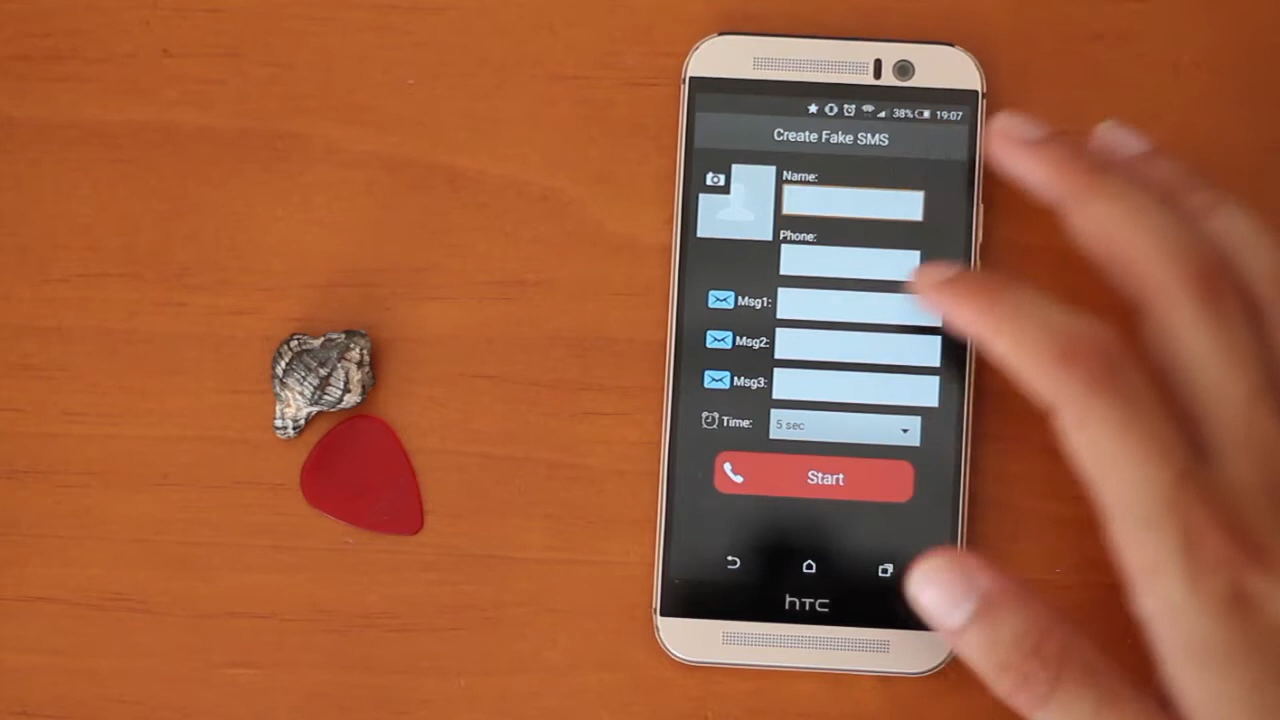 38% 19:07
Create Fake SMS
Name:
Phone:
Msg1:
Msg2:
Msg3:
Time: 5 sec
Start
hTC